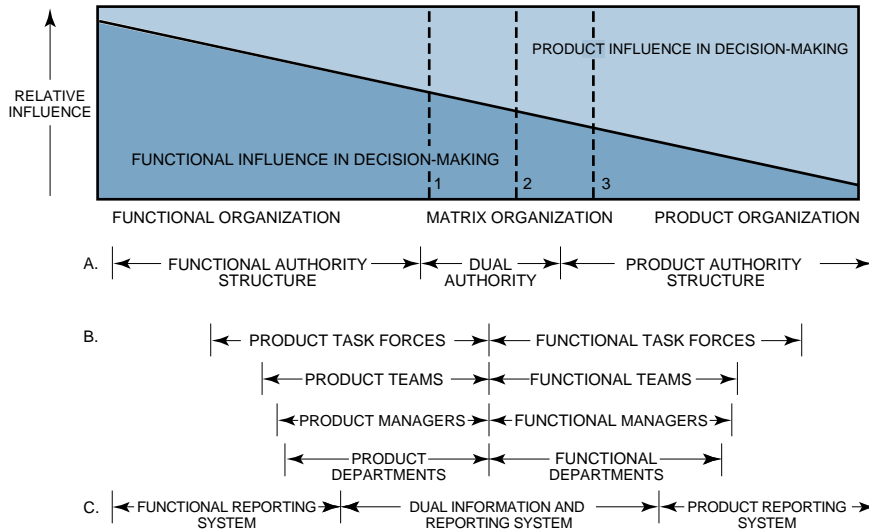 PRODUCT INFLUENCE IN DECISION-MAKING
RELATIVE
INFLUENCE
FUNCTIONAL INFLUENCE IN DECISION-MAKING
1
2
3
FUNCTIONAL ORGANIZATION
MATRIX ORGANIZATION
PRODUCT ORGANIZATION
A.
FUNCTIONAL AUTHORITY
STRUCTURE
DUAL
AUTHORITY
PRODUCT AUTHORITY
STRUCTURE
B.
PRODUCT TASK FORCES
FUNCTIONAL TASK FORCES
PRODUCT TEAMS
FUNCTIONAL TEAMS
PRODUCT MANAGERS
FUNCTIONAL MANAGERS
PRODUCT
DEPARTMENTS
FUNCTIONAL
DEPARTMENTS
C.
FUNCTIONAL REPORTING
SYSTEM
DUAL INFORMATION AND
REPORTING SYSTEM
PRODUCT REPORTING
SYSTEM